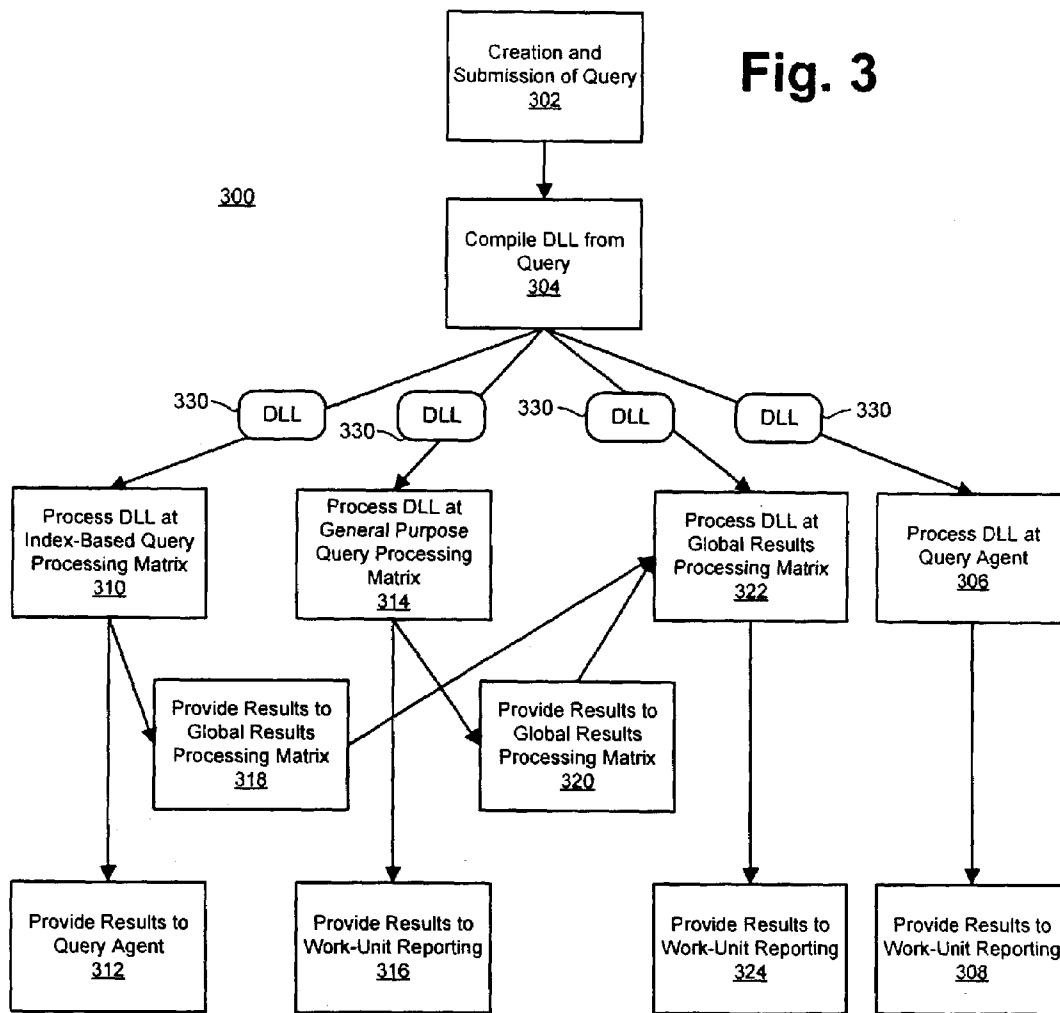 Fig. 3
Creation and
Submission of Query
302
300
Compile DLL from
Query
304
330
DLL
330
DLL
330
DLL
DLL
330
Process DLL at
Index-Based Query
Processing Matrix
310
Process DLL at
General Purpose
Query Processing
Matrix
314
Process DLL at
Global Results
Processing Matrix
322
Process DLL at
Query Agent
306
Provide Results to
Global Results
Processing Matrix
318
Provide Results to
Global Results
Processing Matrix
320
Provide Results to
Query Agent
312
Provide Results to
Work-Unit Reporting
316
Provide Results to
Work-Unit Reporting
324
Provide Results to
Work-Unit Reporting
308